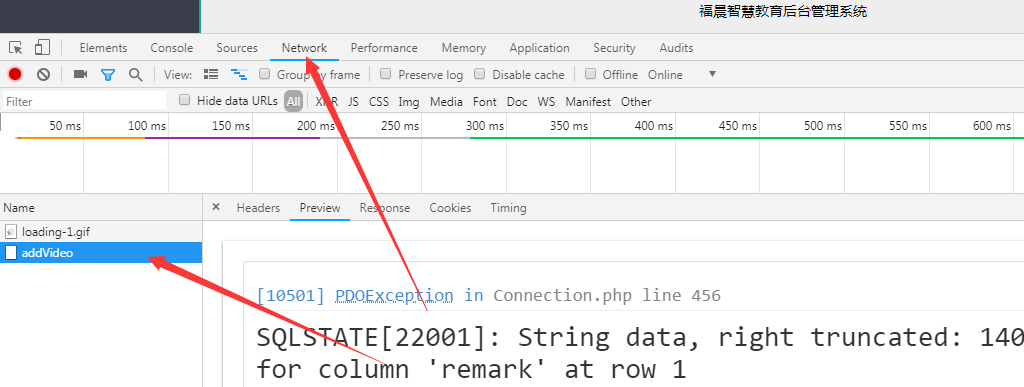 福晨智慧教育后台管理系统
Elements Console Sources Network Performance Memory Application Security Audits
View: Group by frame Preserve log Disable cache Offline Online
Filter Hide data URLs All XHR JS CSS Img Media Font Doc WS Manifest Other
50 ms 100 ms 150 ms 200 ms 250 ms 300 ms 350 ms 400 ms 450 ms 500 ms 550 ms 600 ms
Name × Headers Preview Response Cookies Timing
loading-1.gif
addVideo
[10501] PDOException in Connection.php line 456
SQLSTATE[22001]: String data, right truncated: 140
for column 'remark' at row 1